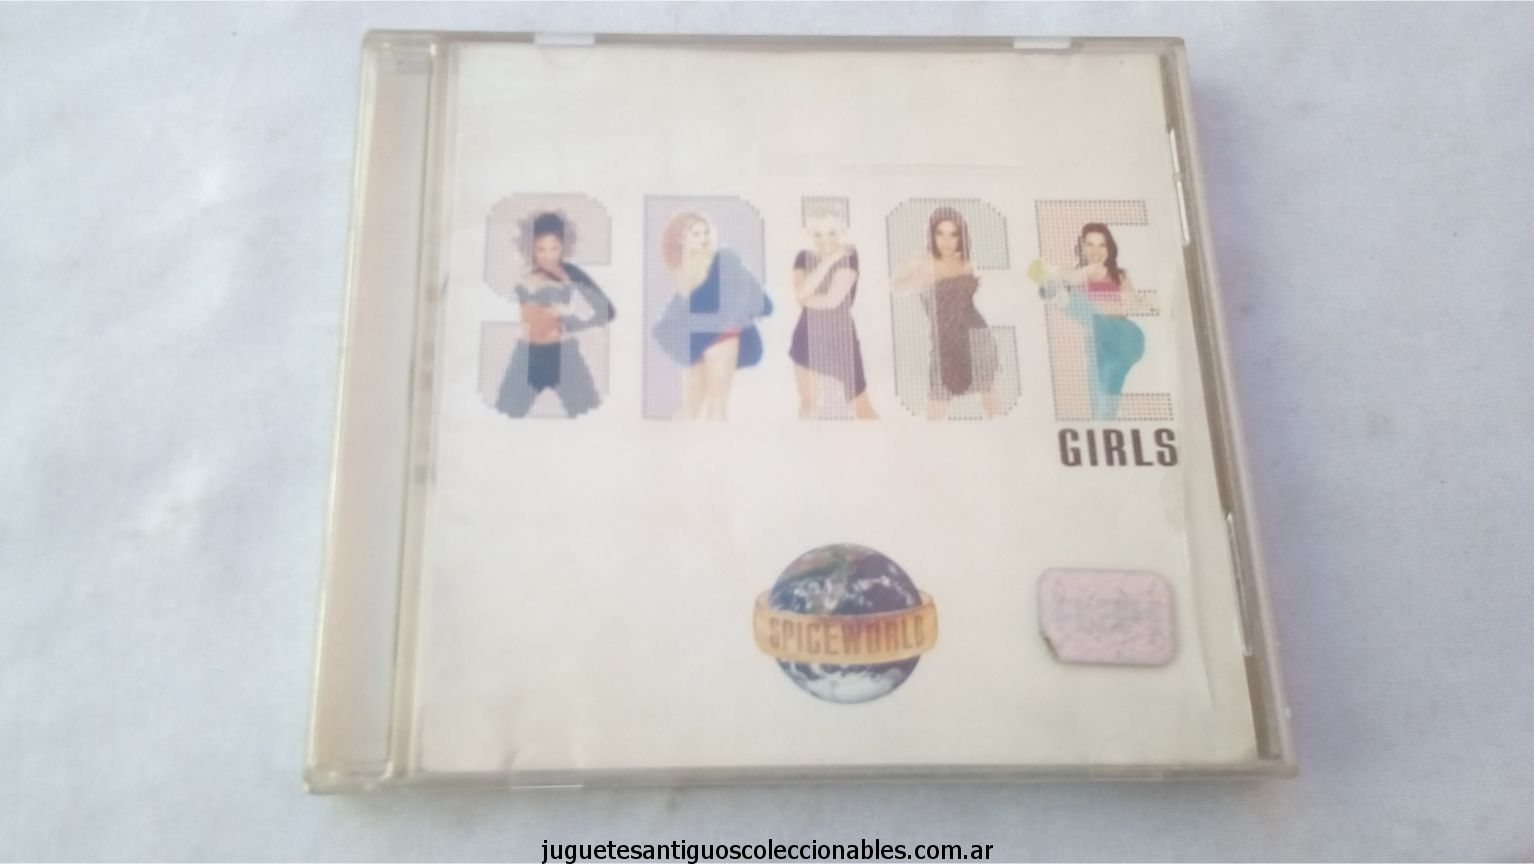 SPICE
GIRLS
SPICEWORLD
juguetesantiguoscoleccionables.com.ar